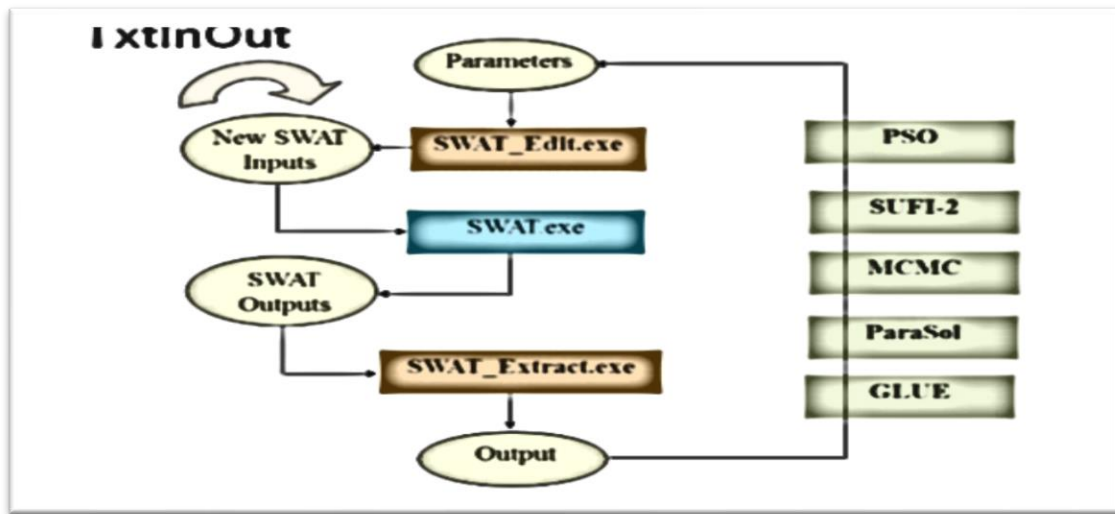 TxtInOut
Parameters
New SWAT
Inputs
SWAT_Edit.exe
PSO
SUFI-2
SWAT.exe
MCMC
SWAT
Outputs
ParaSol
SWAT_Extract.exe
GLUE
Output